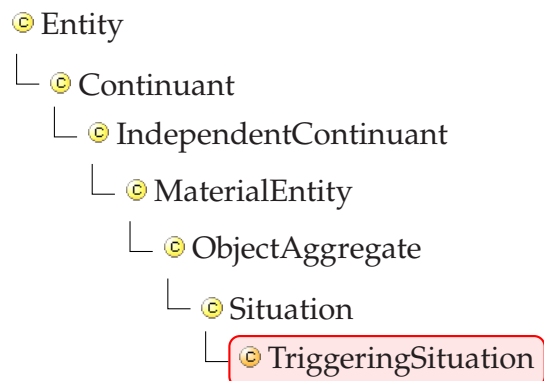 Entity
Continuant
IndependentContinuant
MaterialEntity
ObjectAggregate
Situation
TriggeringSituation